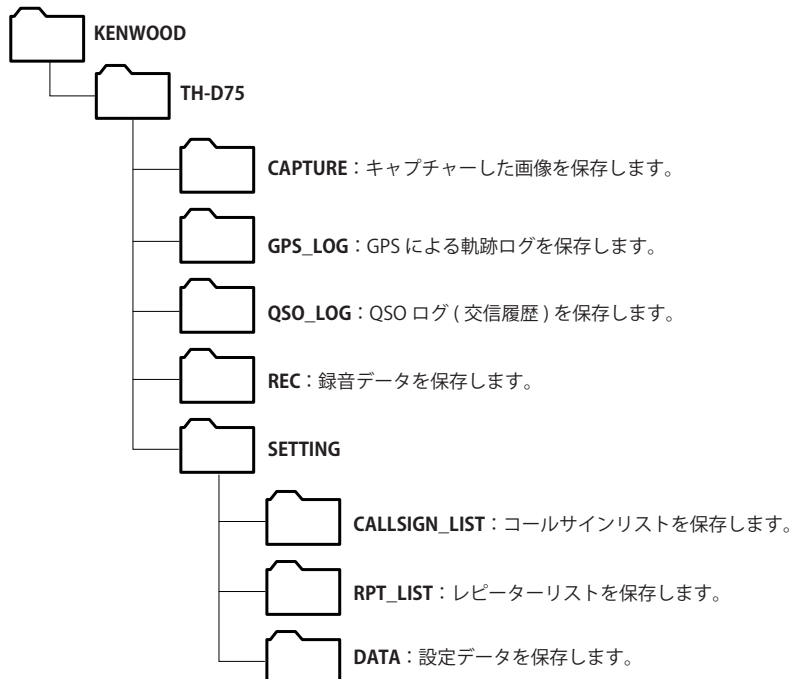 KENWOOD
TH-D75
CAPTURE：キャプチャーした画像を保存します。
GPS_LOG：GPS による軌跡ログを保存します。
QSO_LOG：QSO ログ ( 交信履歴 ) を保存します。
REC：録音データを保存します。
SETTING
CALLSIGN_LIST：コールサインリストを保存します。
RPT_LIST：レピーターリストを保存します。
DATA：設定データを保存します。